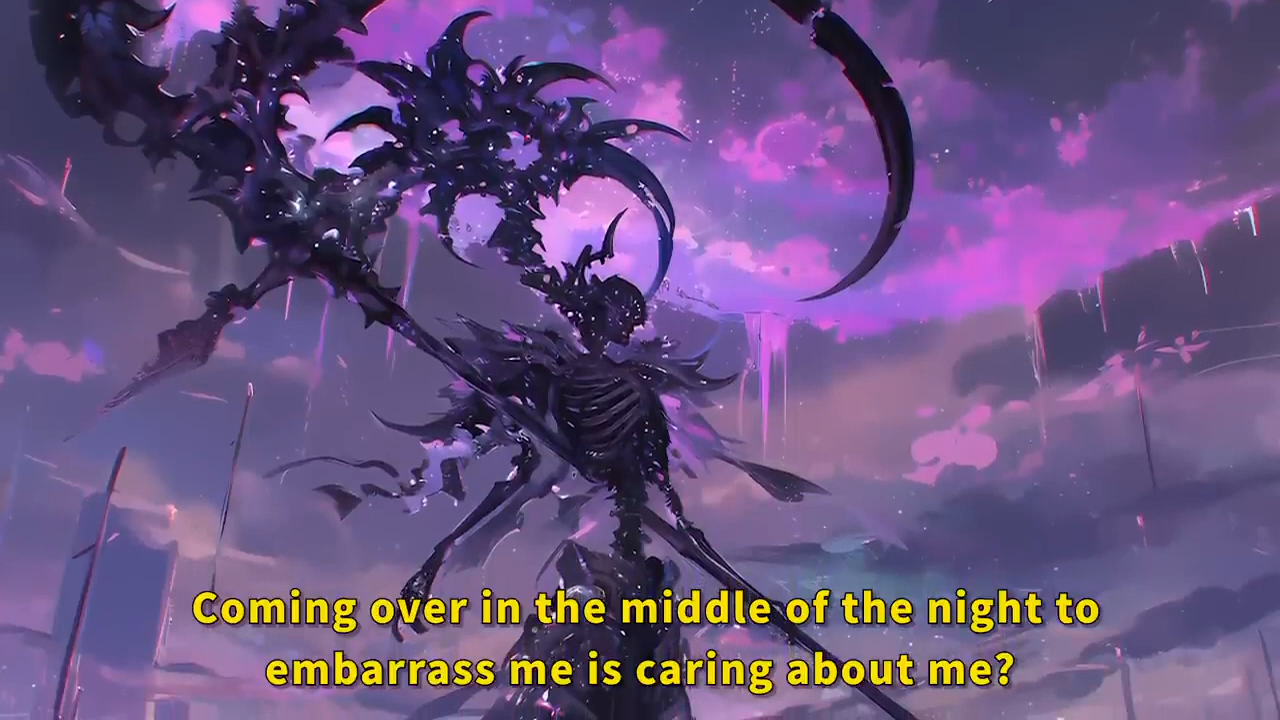 Coming over in the middle of the night to
embarrass me is caring about me?